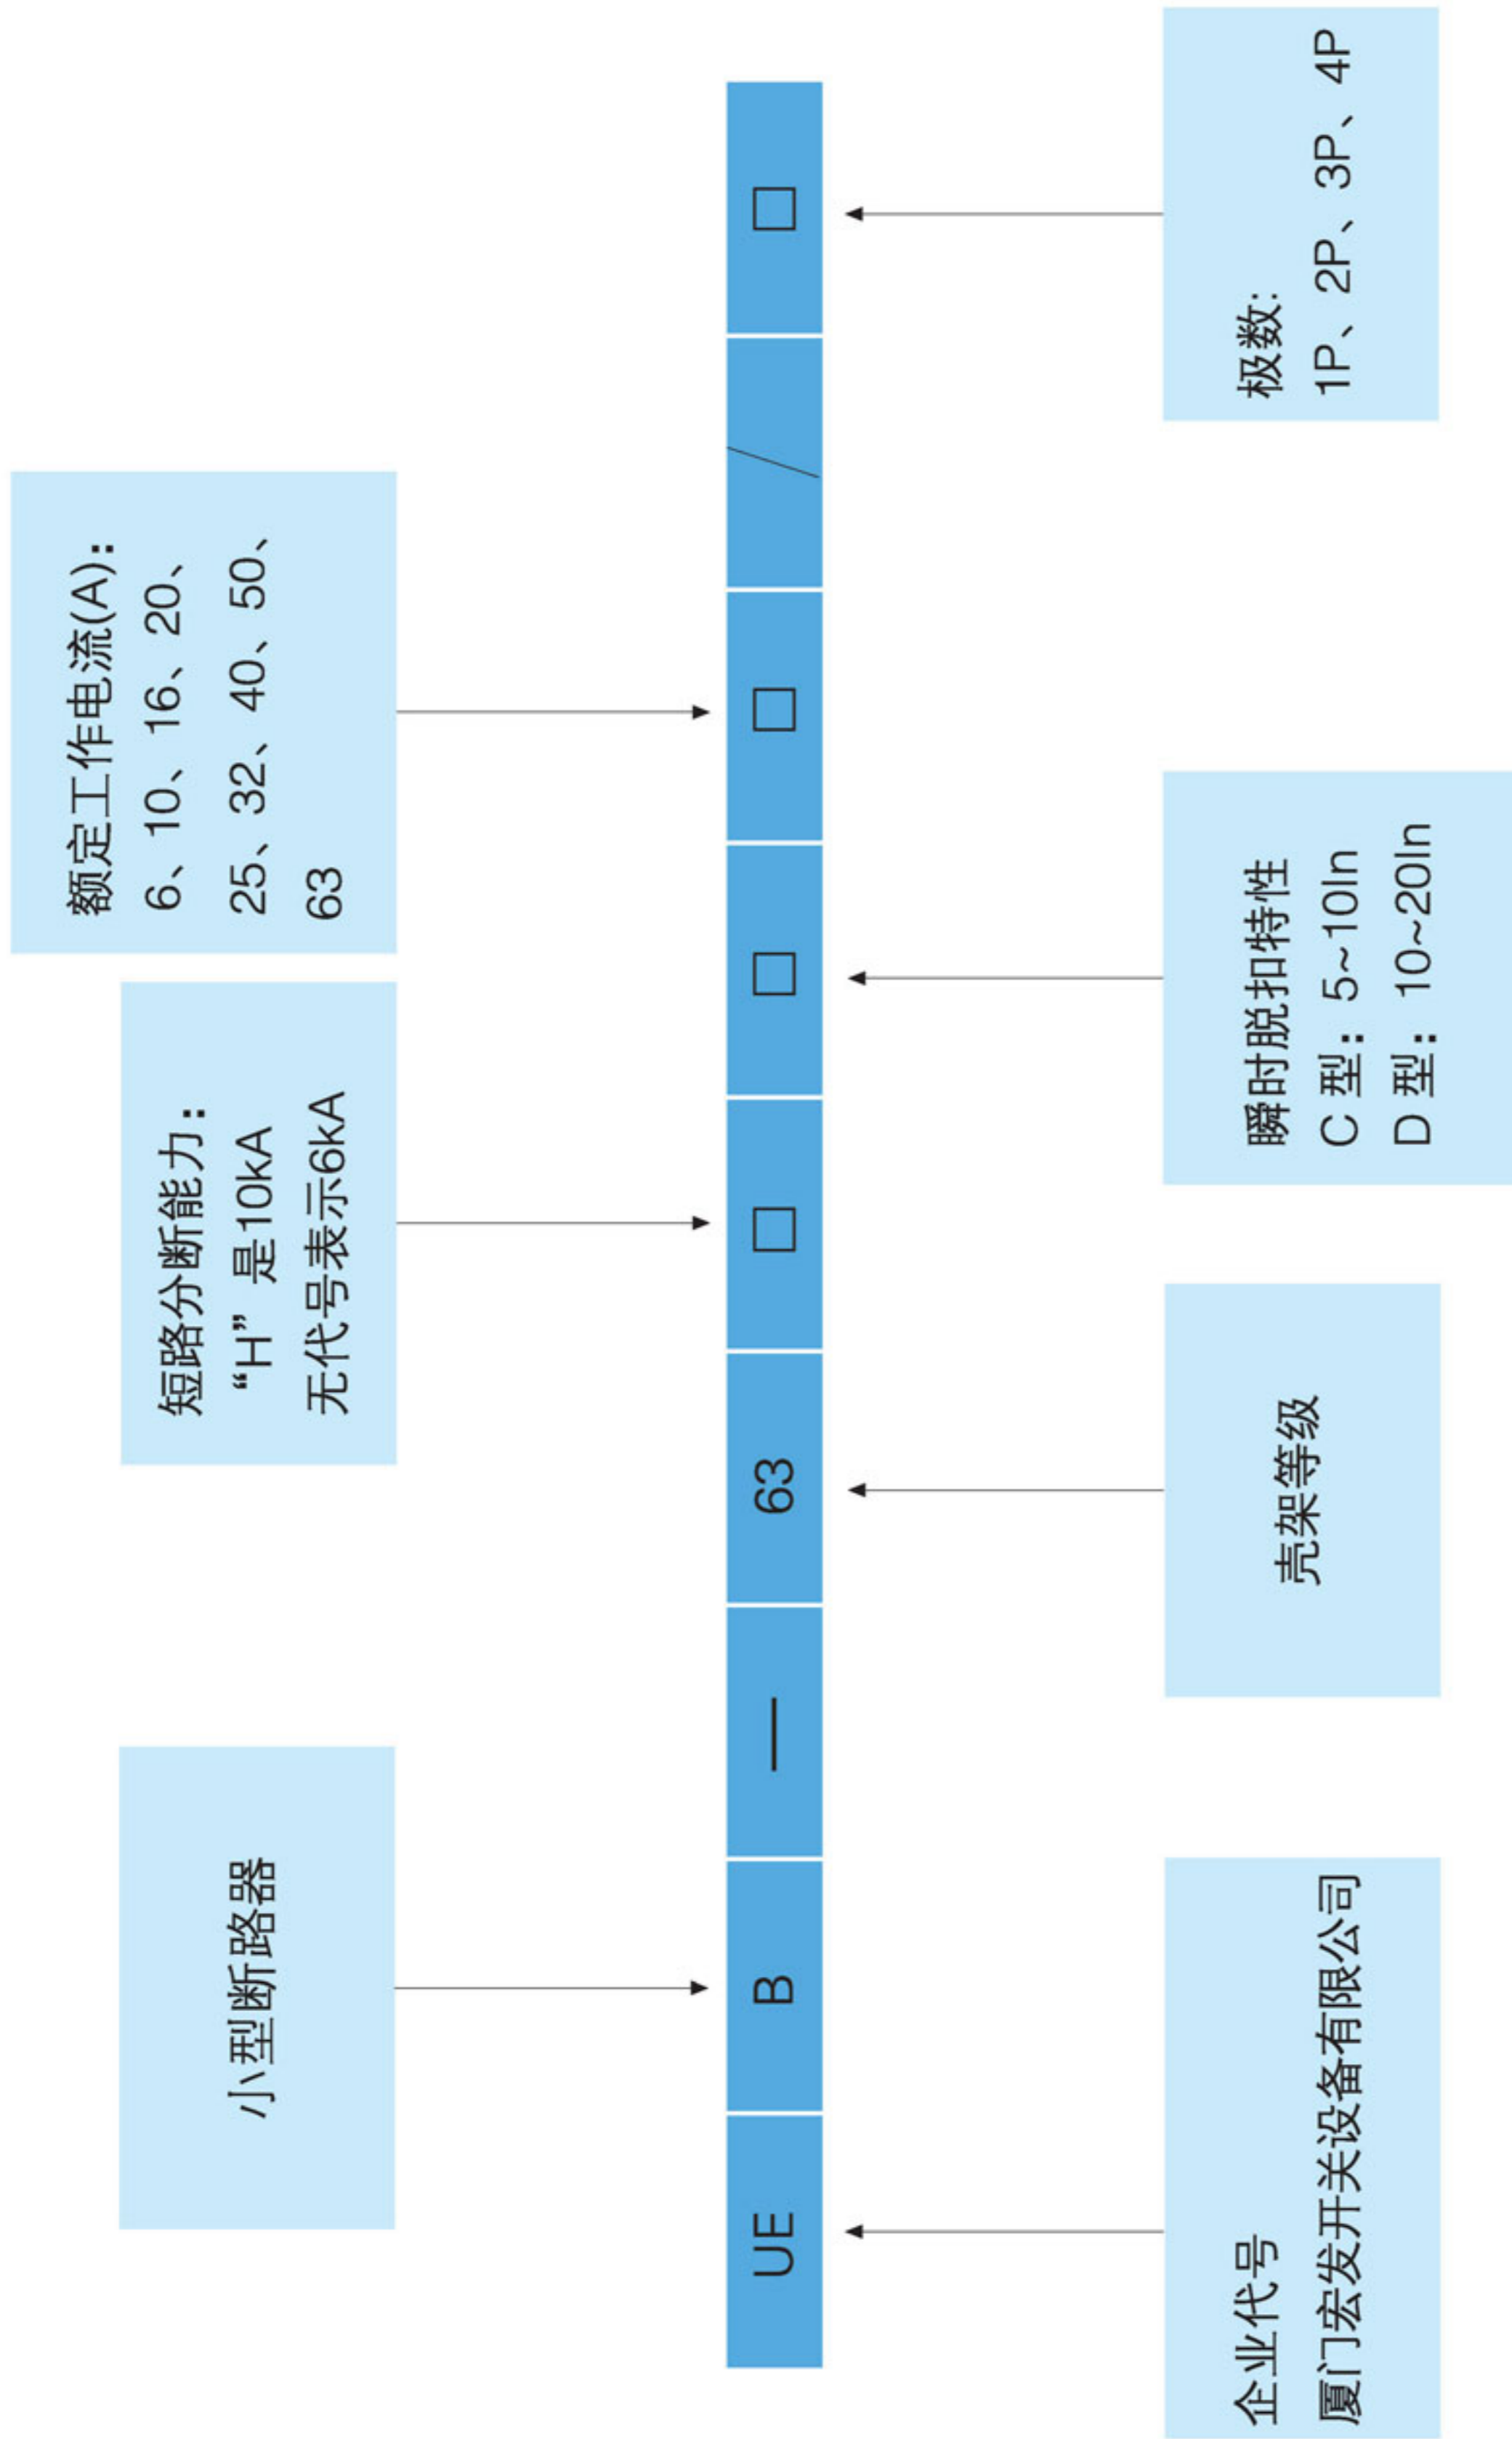 小型断路器
短路分断能力：
“H” 是10kA
无代号表示6kA
额定工作电流(A)：
6、10、16、20、
25、32、40、50、
63
UE B — 63 □ □ □ / □
企业代号
厦门宏发开关设备有限公司
壳架等级
瞬时脱扣特性
C 型：5~10In
D 型：10~20In
极数:
1P、2P、3P、4P